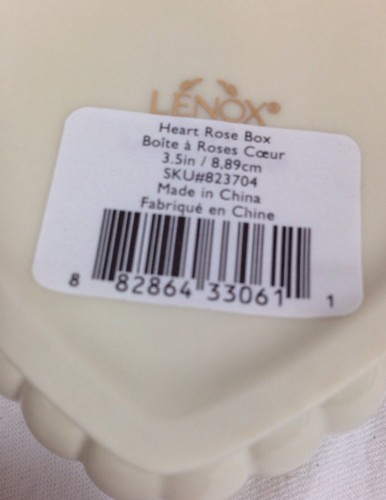 LENOX®
Heart Rose Box
Boîte à Roses Cœur
3.5in / 8,89cm
SKU#823704
Made in China
Fabriqué en Chine
8 82864 33061 1